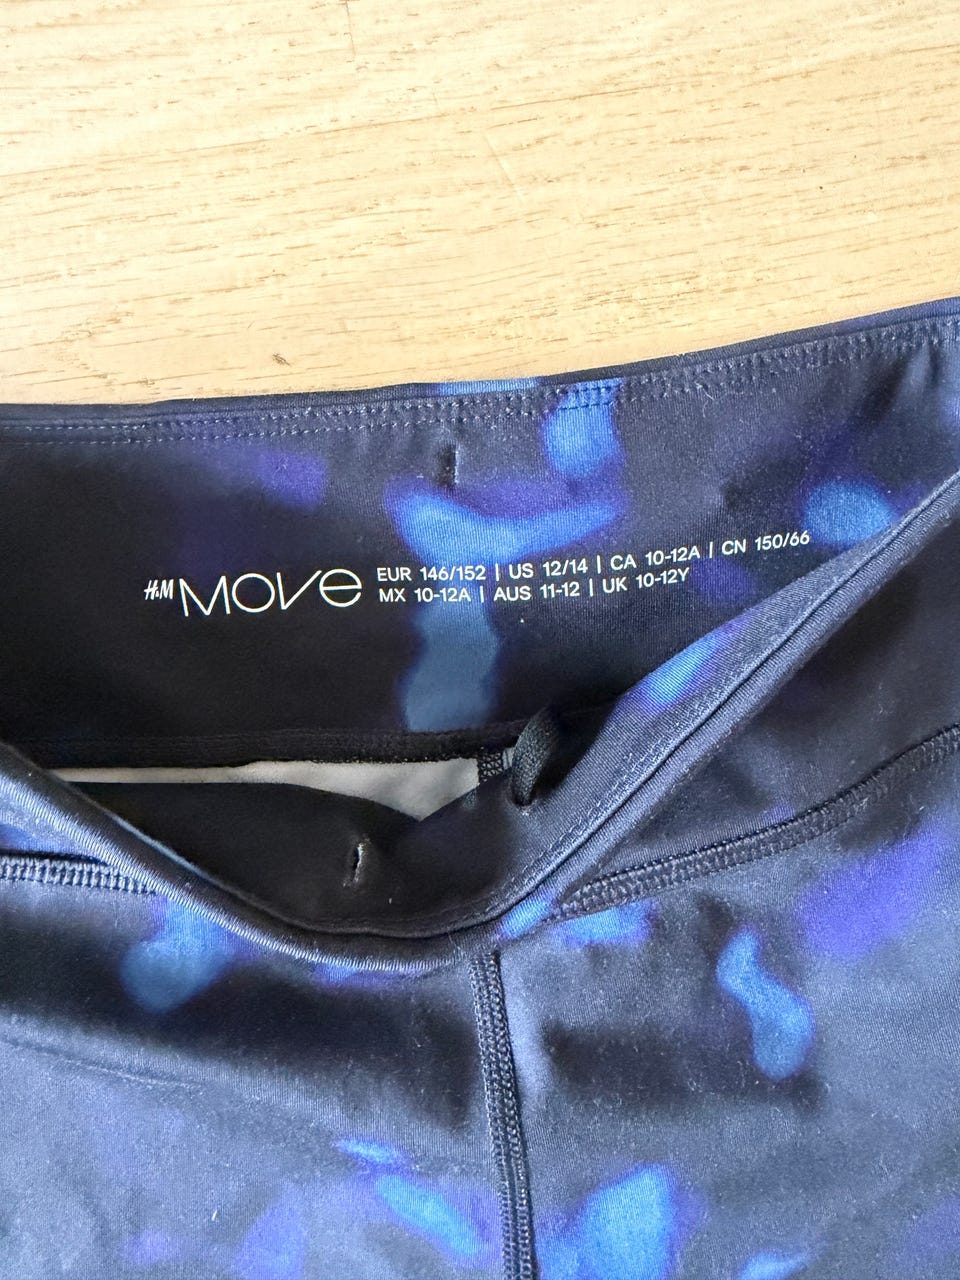 H&M MOVE
EUR 146/152 | US 12/14 | CA 10-12A | CN 150/66
MX 10-12A | AUS 11-12 | UK 10-12Y